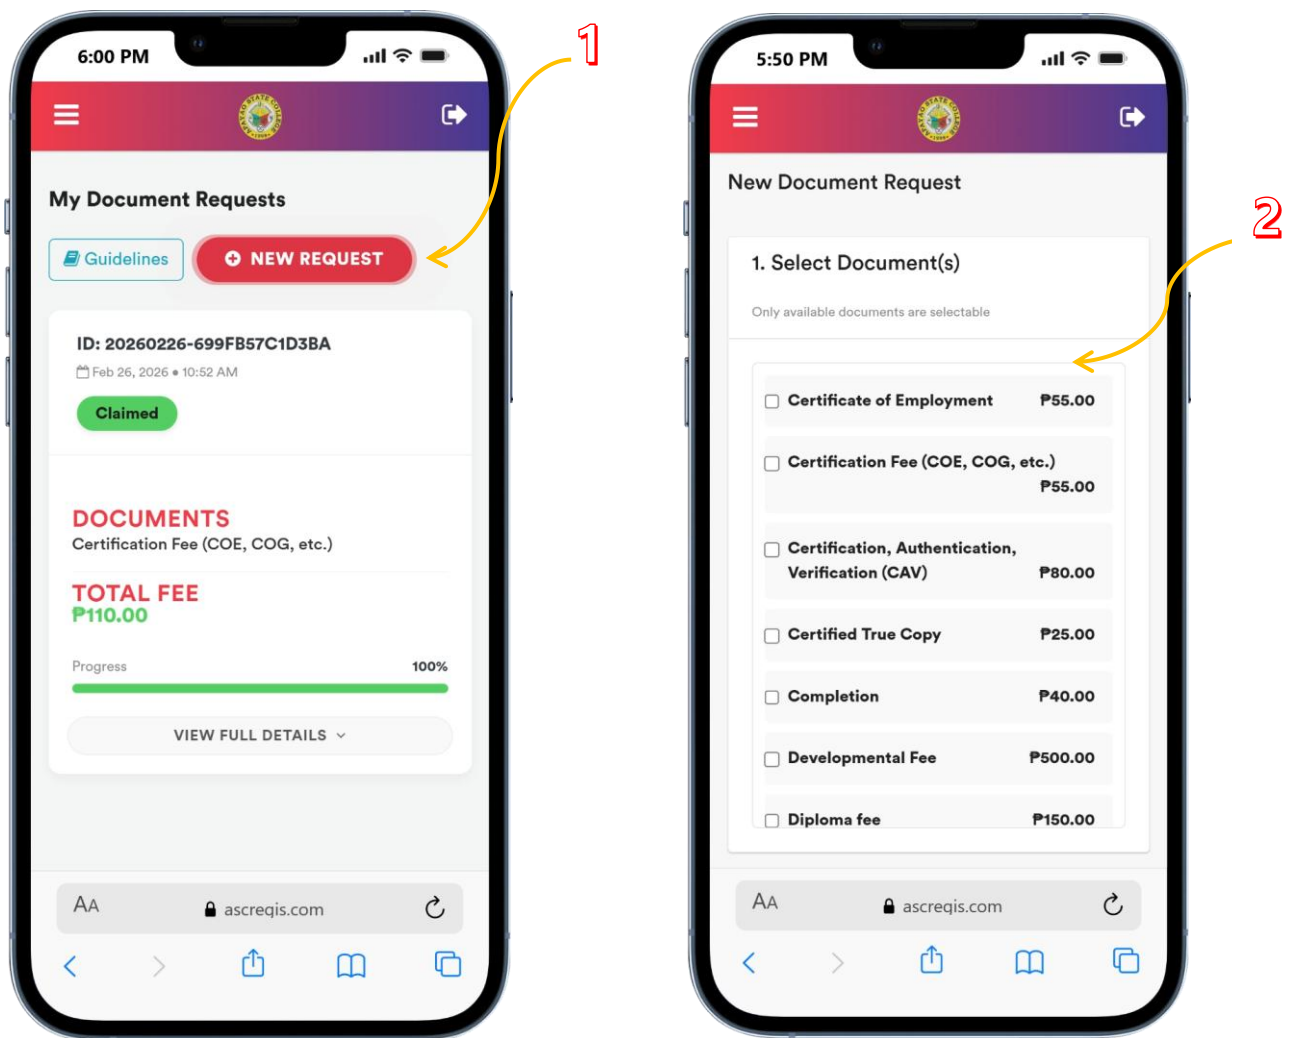 1
6:00 PM
My Document Requests
Guidelines
NEW REQUEST
ID: 20260226-699FB57C1D3BA
Feb 26, 2026 • 10:52 AM
Claimed
DOCUMENTS
Certification Fee (COE, COG, etc.)
TOTAL FEE
₱110.00
Progress
100%
VIEW FULL DETAILS
AA
ascreqis.com
2
5:50 PM
New Document Request
1. Select Document(s)
Only available documents are selectable
Certificate of Employment ₱55.00
Certification Fee (COE, COG, etc.)
₱55.00
Certification, Authentication,
Verification (CAV) ₱80.00
Certified True Copy ₱25.00
Completion ₱40.00
Developmental Fee ₱500.00
Diploma fee ₱150.00
AA
ascreqis.com